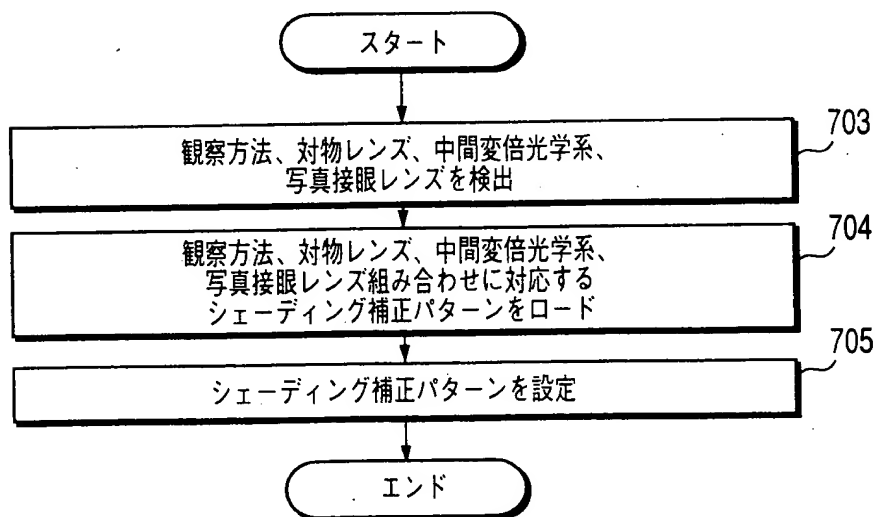 スタート
703
観察方法、対物レンズ、中間変倍光学系、
写真接眼レンズを検出
704
観察方法、対物レンズ、中間変倍光学系、
写真接眼レンズ組み合わせに対応する
シェーディング補正パターンをロード
705
シェーディング補正パターンを設定
エンド